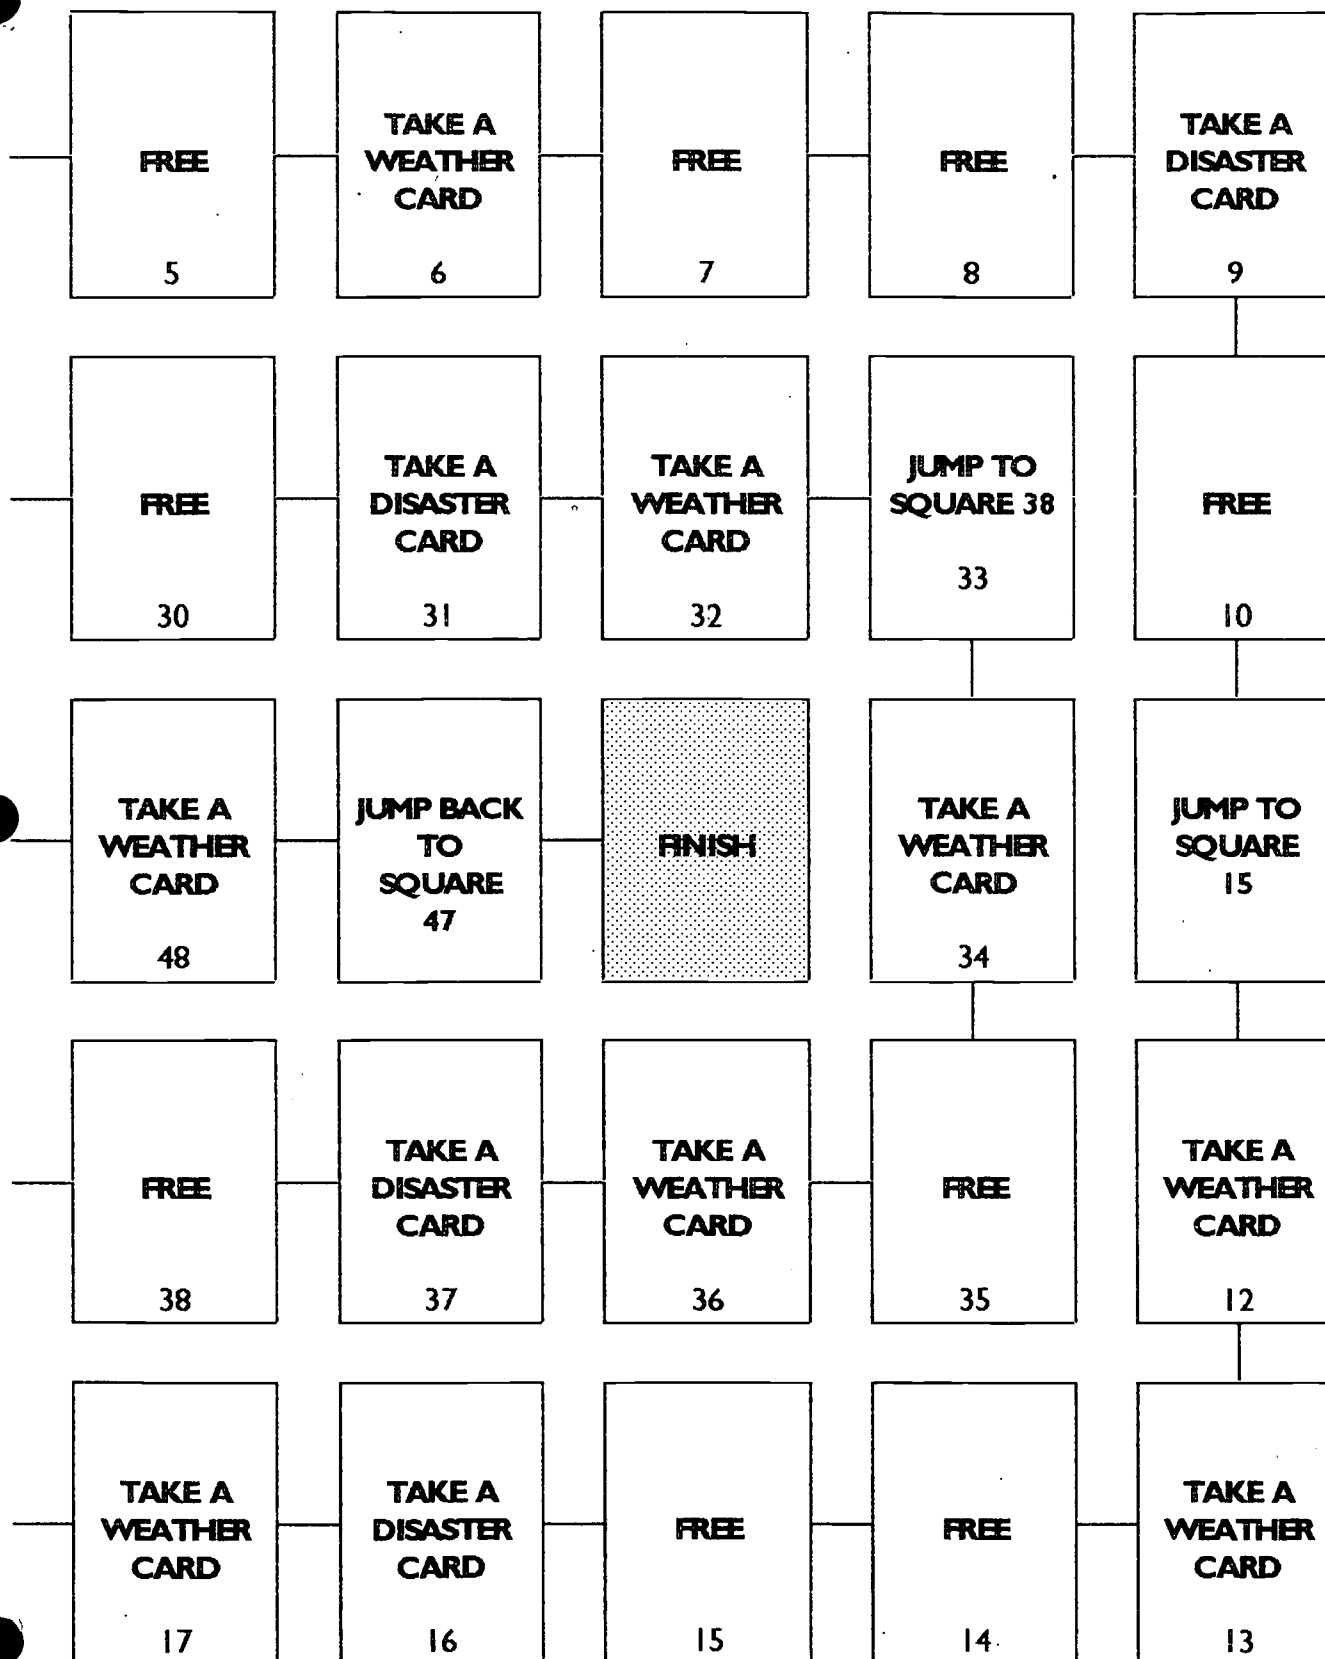 FREE
5
TAKE A
WEATHER
CARD
6
FREE
7
FREE
8
TAKE A
DISASTER
CARD
9
FREE
30
TAKE A
DISASTER
CARD
31
TAKE A
WEATHER
CARD
32
JUMP TO
SQUARE 38
33
FREE
10
TAKE A
WEATHER
CARD
48
JUMP BACK
TO
SQUARE
47
FINISH
TAKE A
WEATHER
CARD
34
JUMP TO
SQUARE
15
FREE
38
TAKE A
DISASTER
CARD
37
TAKE A
WEATHER
CARD
36
FREE
35
TAKE A
WEATHER
CARD
12
TAKE A
WEATHER
CARD
17
TAKE A
DISASTER
CARD
16
FREE
15
FREE
14
TAKE A
WEATHER
CARD
13